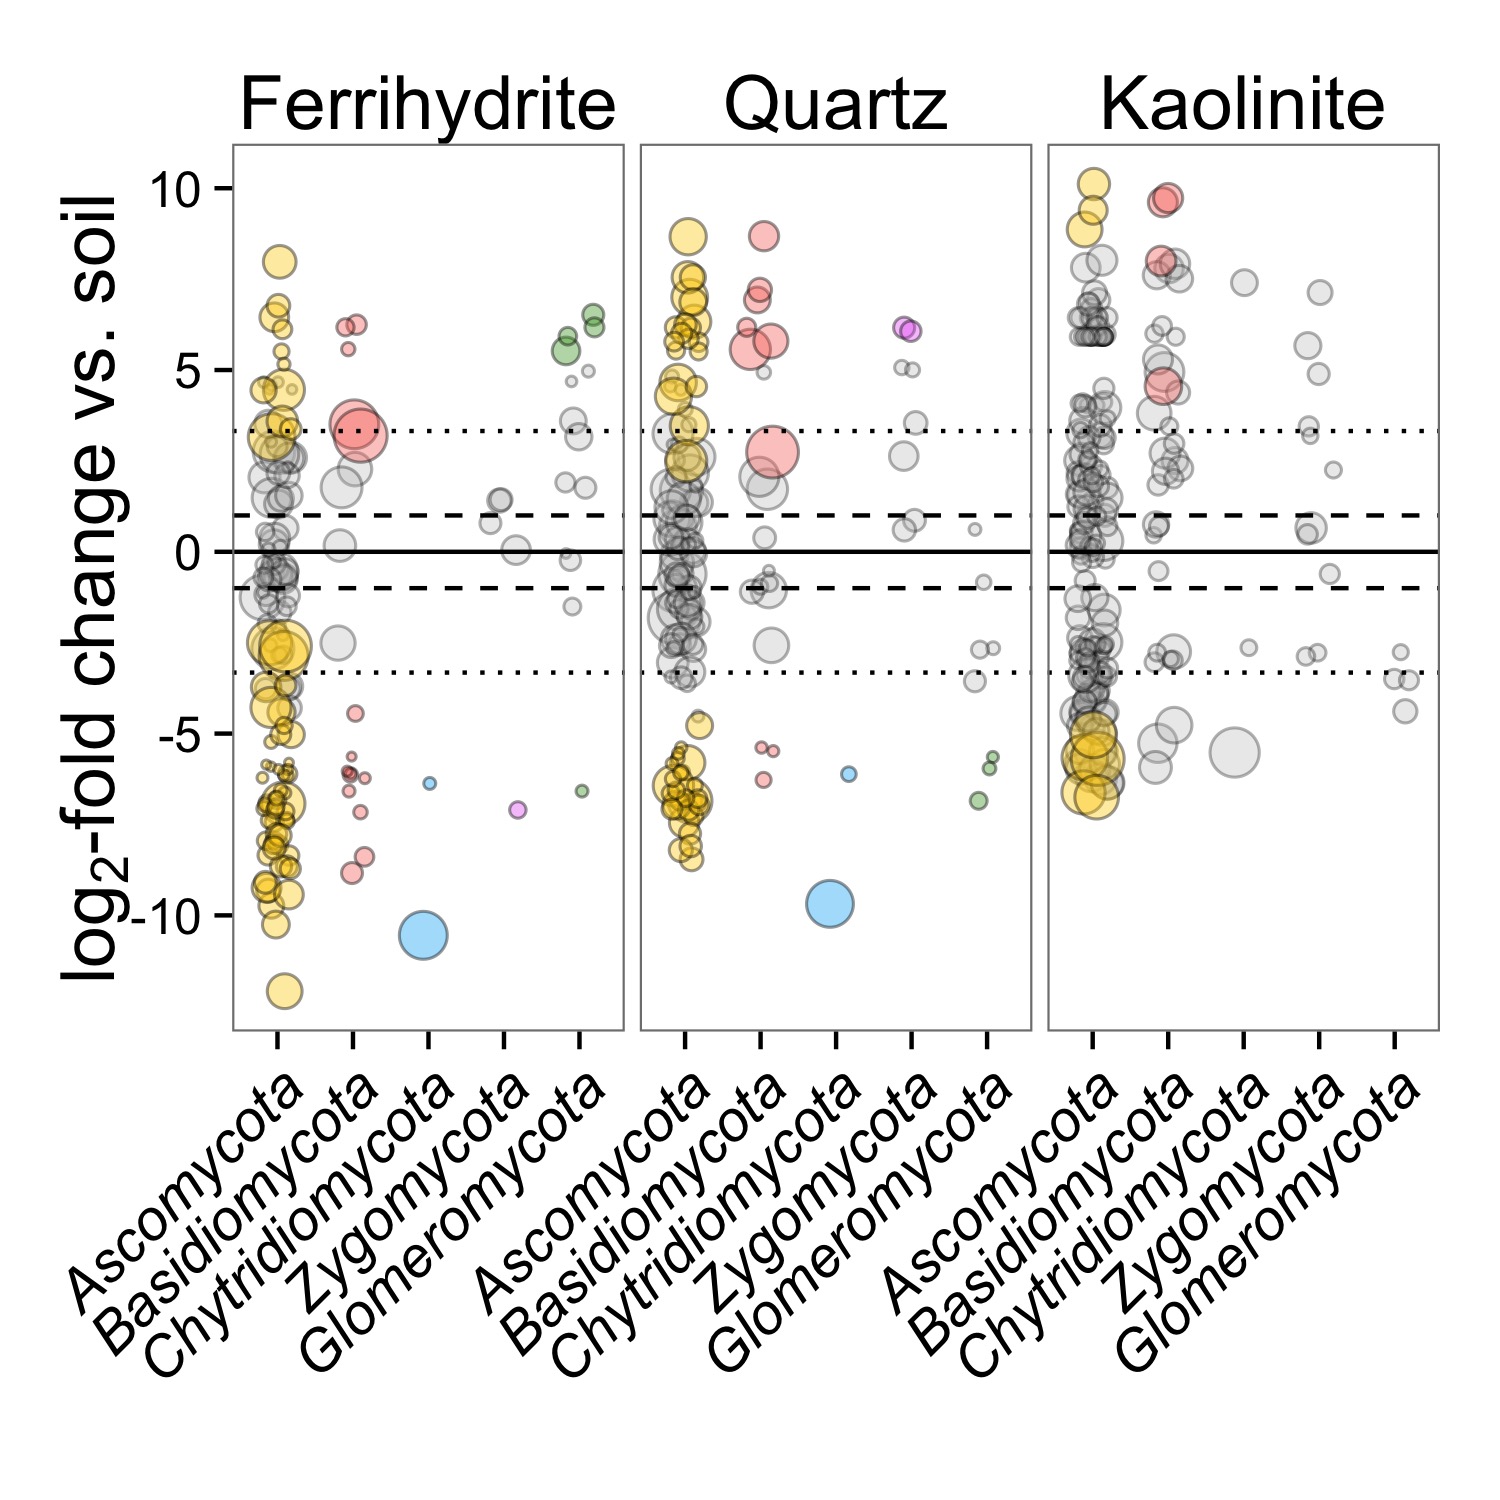 Ferrihydrite Quartz Kaolinite
log2-fold change vs. soil
10
5
0
-5
-10
Ascomycota
Basidiomycota
Chytridiomycota
Zygomycota
Glomeromycota
Ascomycota
Basidiomycota
Chytridiomycota
Zygomycota
Glomeromycota
Ascomycota
Basidiomycota
Chytridiomycota
Zygomycota
Glomeromycota